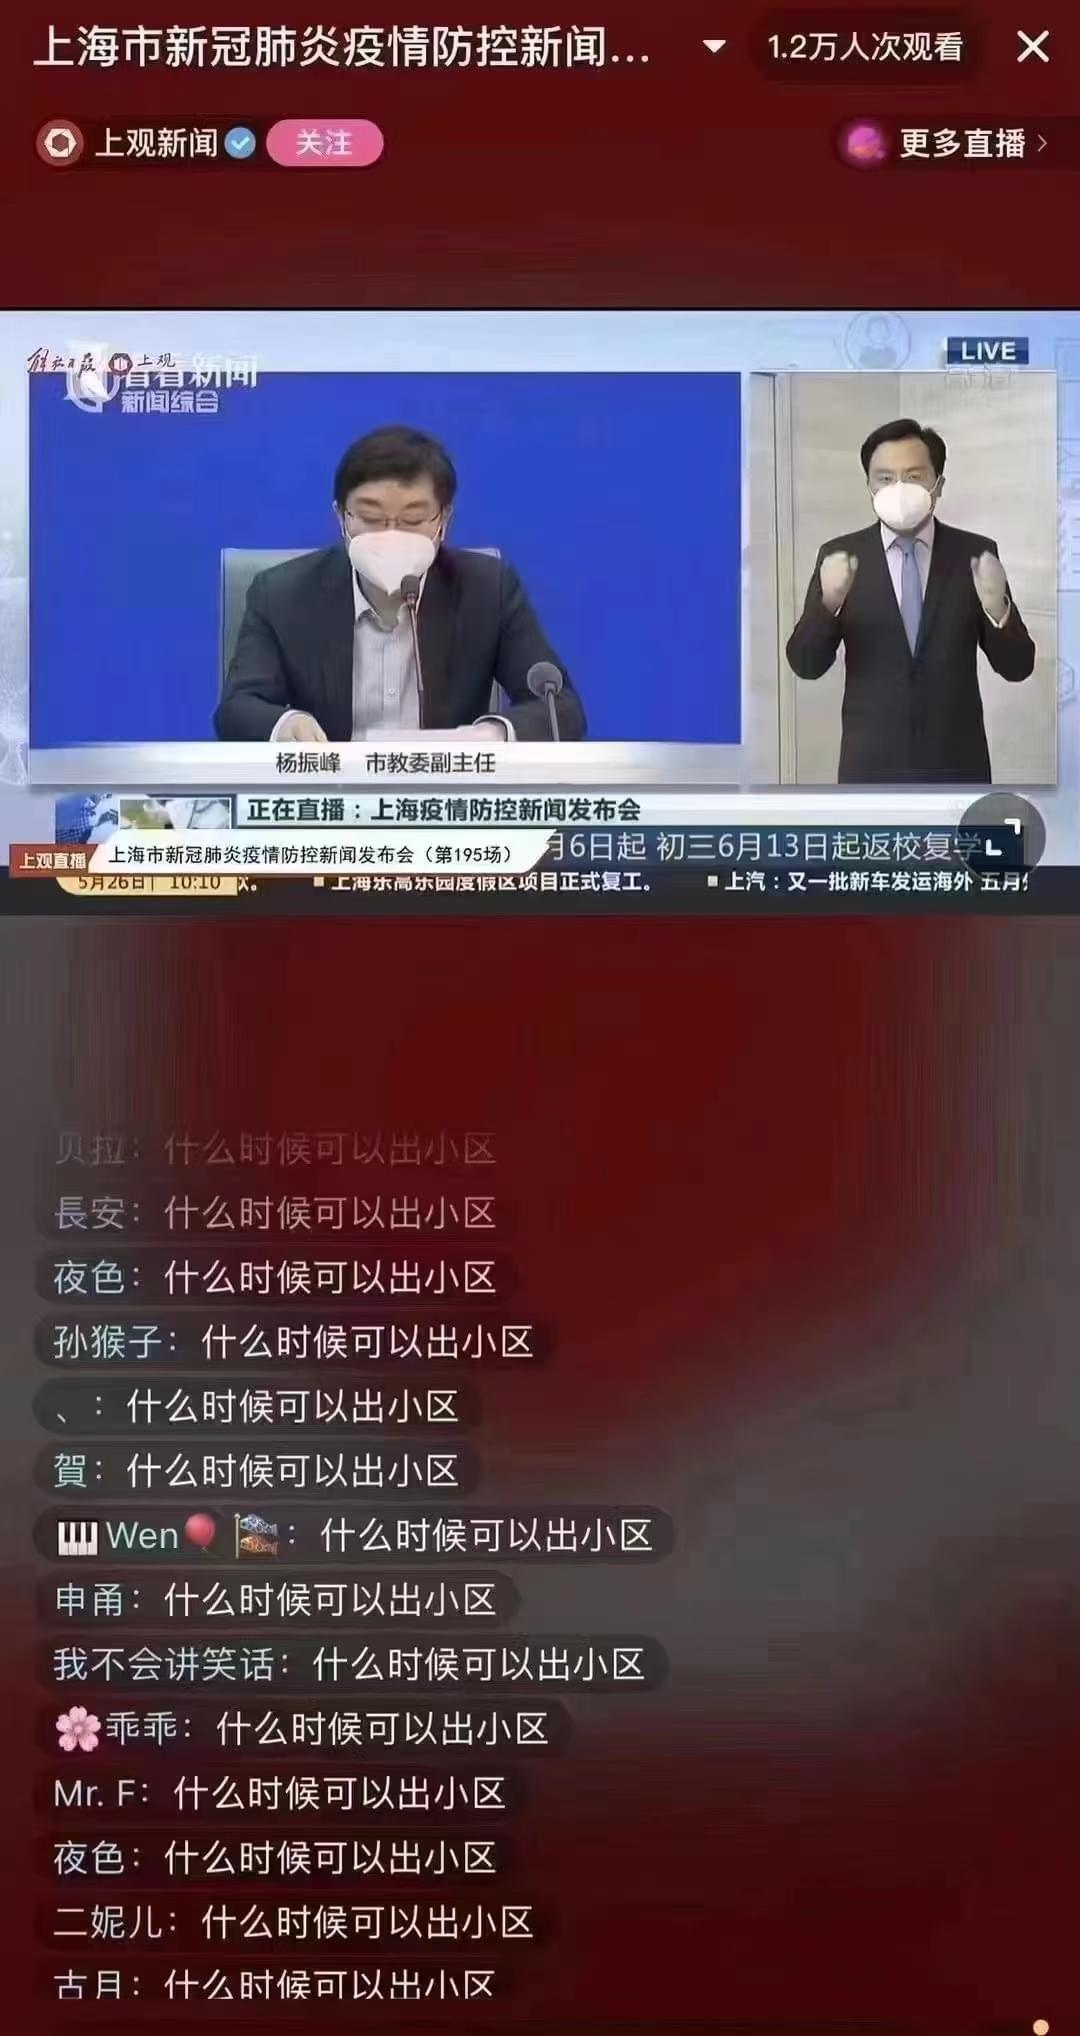 上海市新冠肺炎疫情防控新闻...
1.2万人次观看
上观新闻
关注
更多直播
解放日报 上观
看看新闻
新闻综合
LIVE
杨振峰 市教委副主任
正在直播：上海疫情防控新闻发布会
月6日起 初三6月13日起返校复学
上观直播
上海市新冠肺炎疫情防控新闻发布会（第195场）
5月26日 10:10
上海乐高乐园度假区项目正式复工。
上汽：又一批新车发运海外 五月
贝拉：什么时候可以出小区
長安：什么时候可以出小区
夜色：什么时候可以出小区
孙猴子：什么时候可以出小区
、：什么时候可以出小区
賀：什么时候可以出小区
🎹Wen🎈🎏：什么时候可以出小区
申甬：什么时候可以出小区
我不会讲笑话：什么时候可以出小区
🌸乖乖：什么时候可以出小区
Mr. F：什么时候可以出小区
夜色：什么时候可以出小区
二妮儿：什么时候可以出小区
古月：什么时候可以出小区